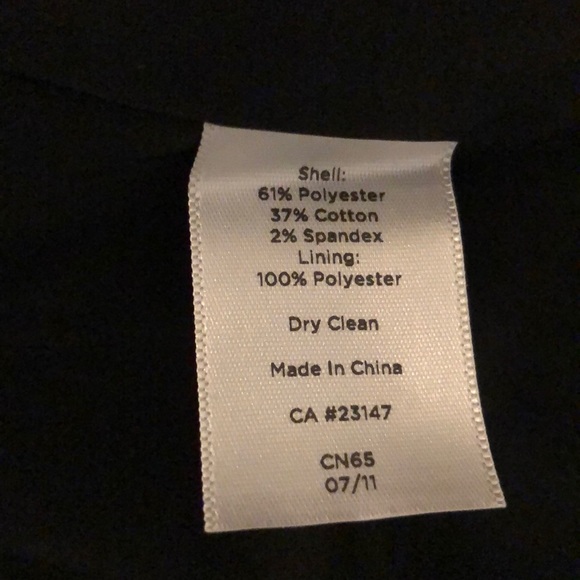 Shell:
61% Polyester
37% Cotton
2% Spandex
Lining:
100% Polyester
Dry Clean
Made In China
CA #23147
CN65
07/11